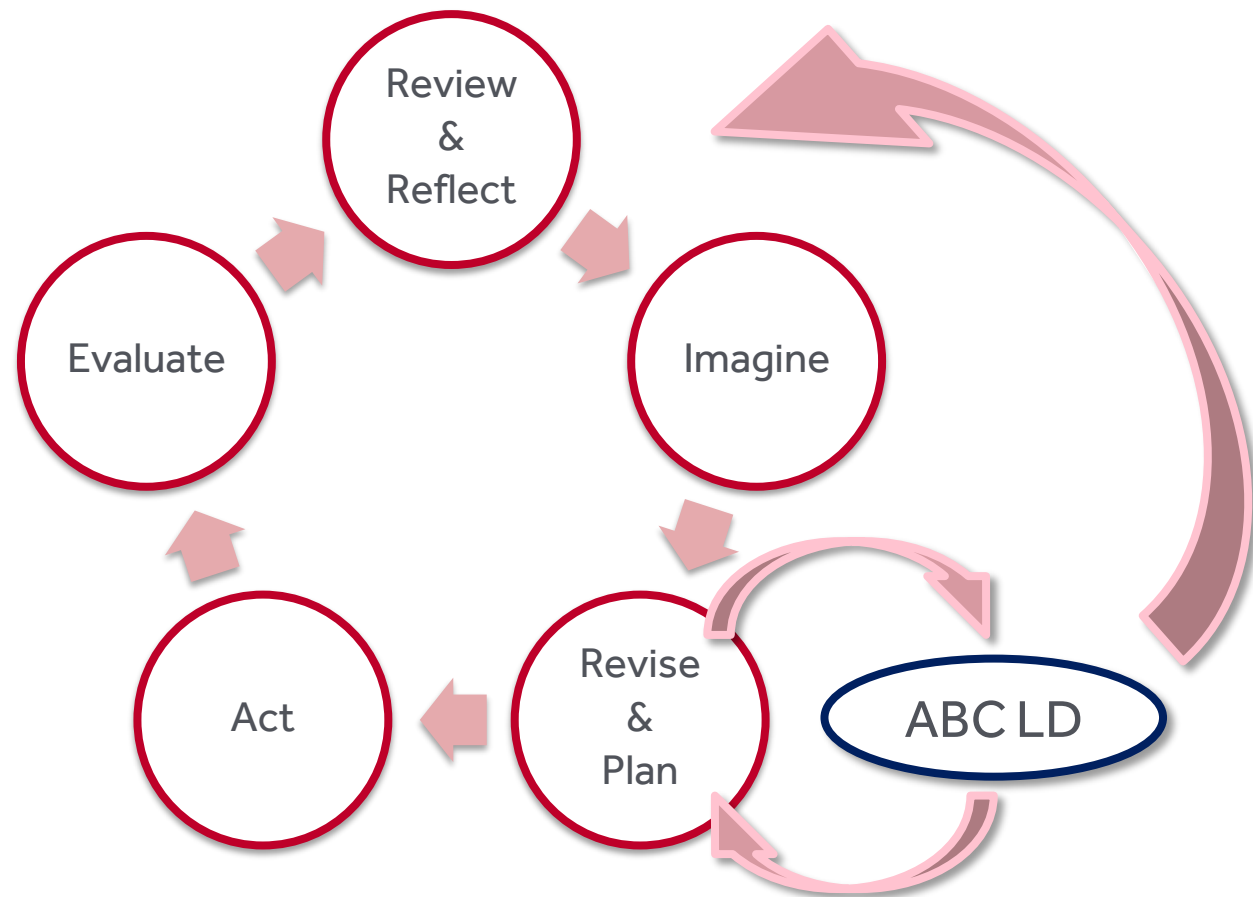 Review
&
Reflect
Imagine
Revise
&
Plan
Act
Evaluate
ABC LD